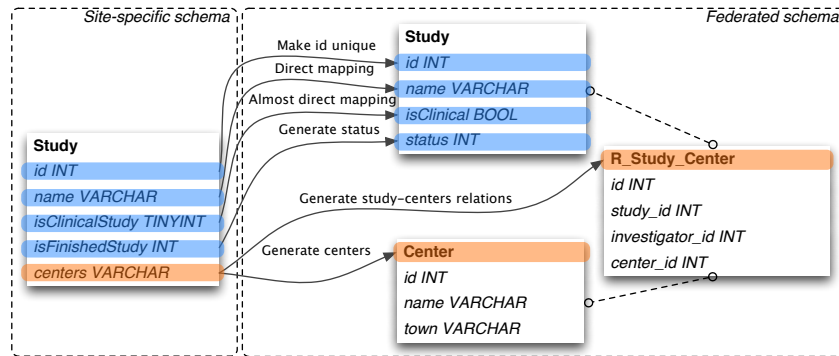 Site-specific schema
Federated schema
Study
id INT
name VARCHAR
isClinicalStudy TINYINT
isFinishedStudy INT
centers VARCHAR
Make id unique
Direct mapping
Almost direct mapping
Generate status
Generate study-centers relations
Generate centers
Study
id INT
name VARCHAR
isClinical BOOL
status INT
Center
id INT
name VARCHAR
town VARCHAR
R_Study_Center
id INT
study_id INT
investigator_id INT
center_id INT